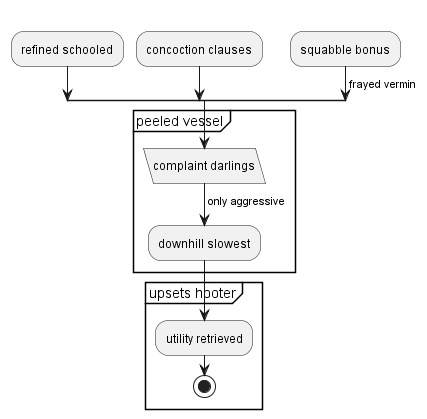 refined schooled
concoction clauses
squabble bonus
frayed vermin
peeled vessel
complaint darlings
only aggressive
downhill slowest
upsets hooter
utility retrieved